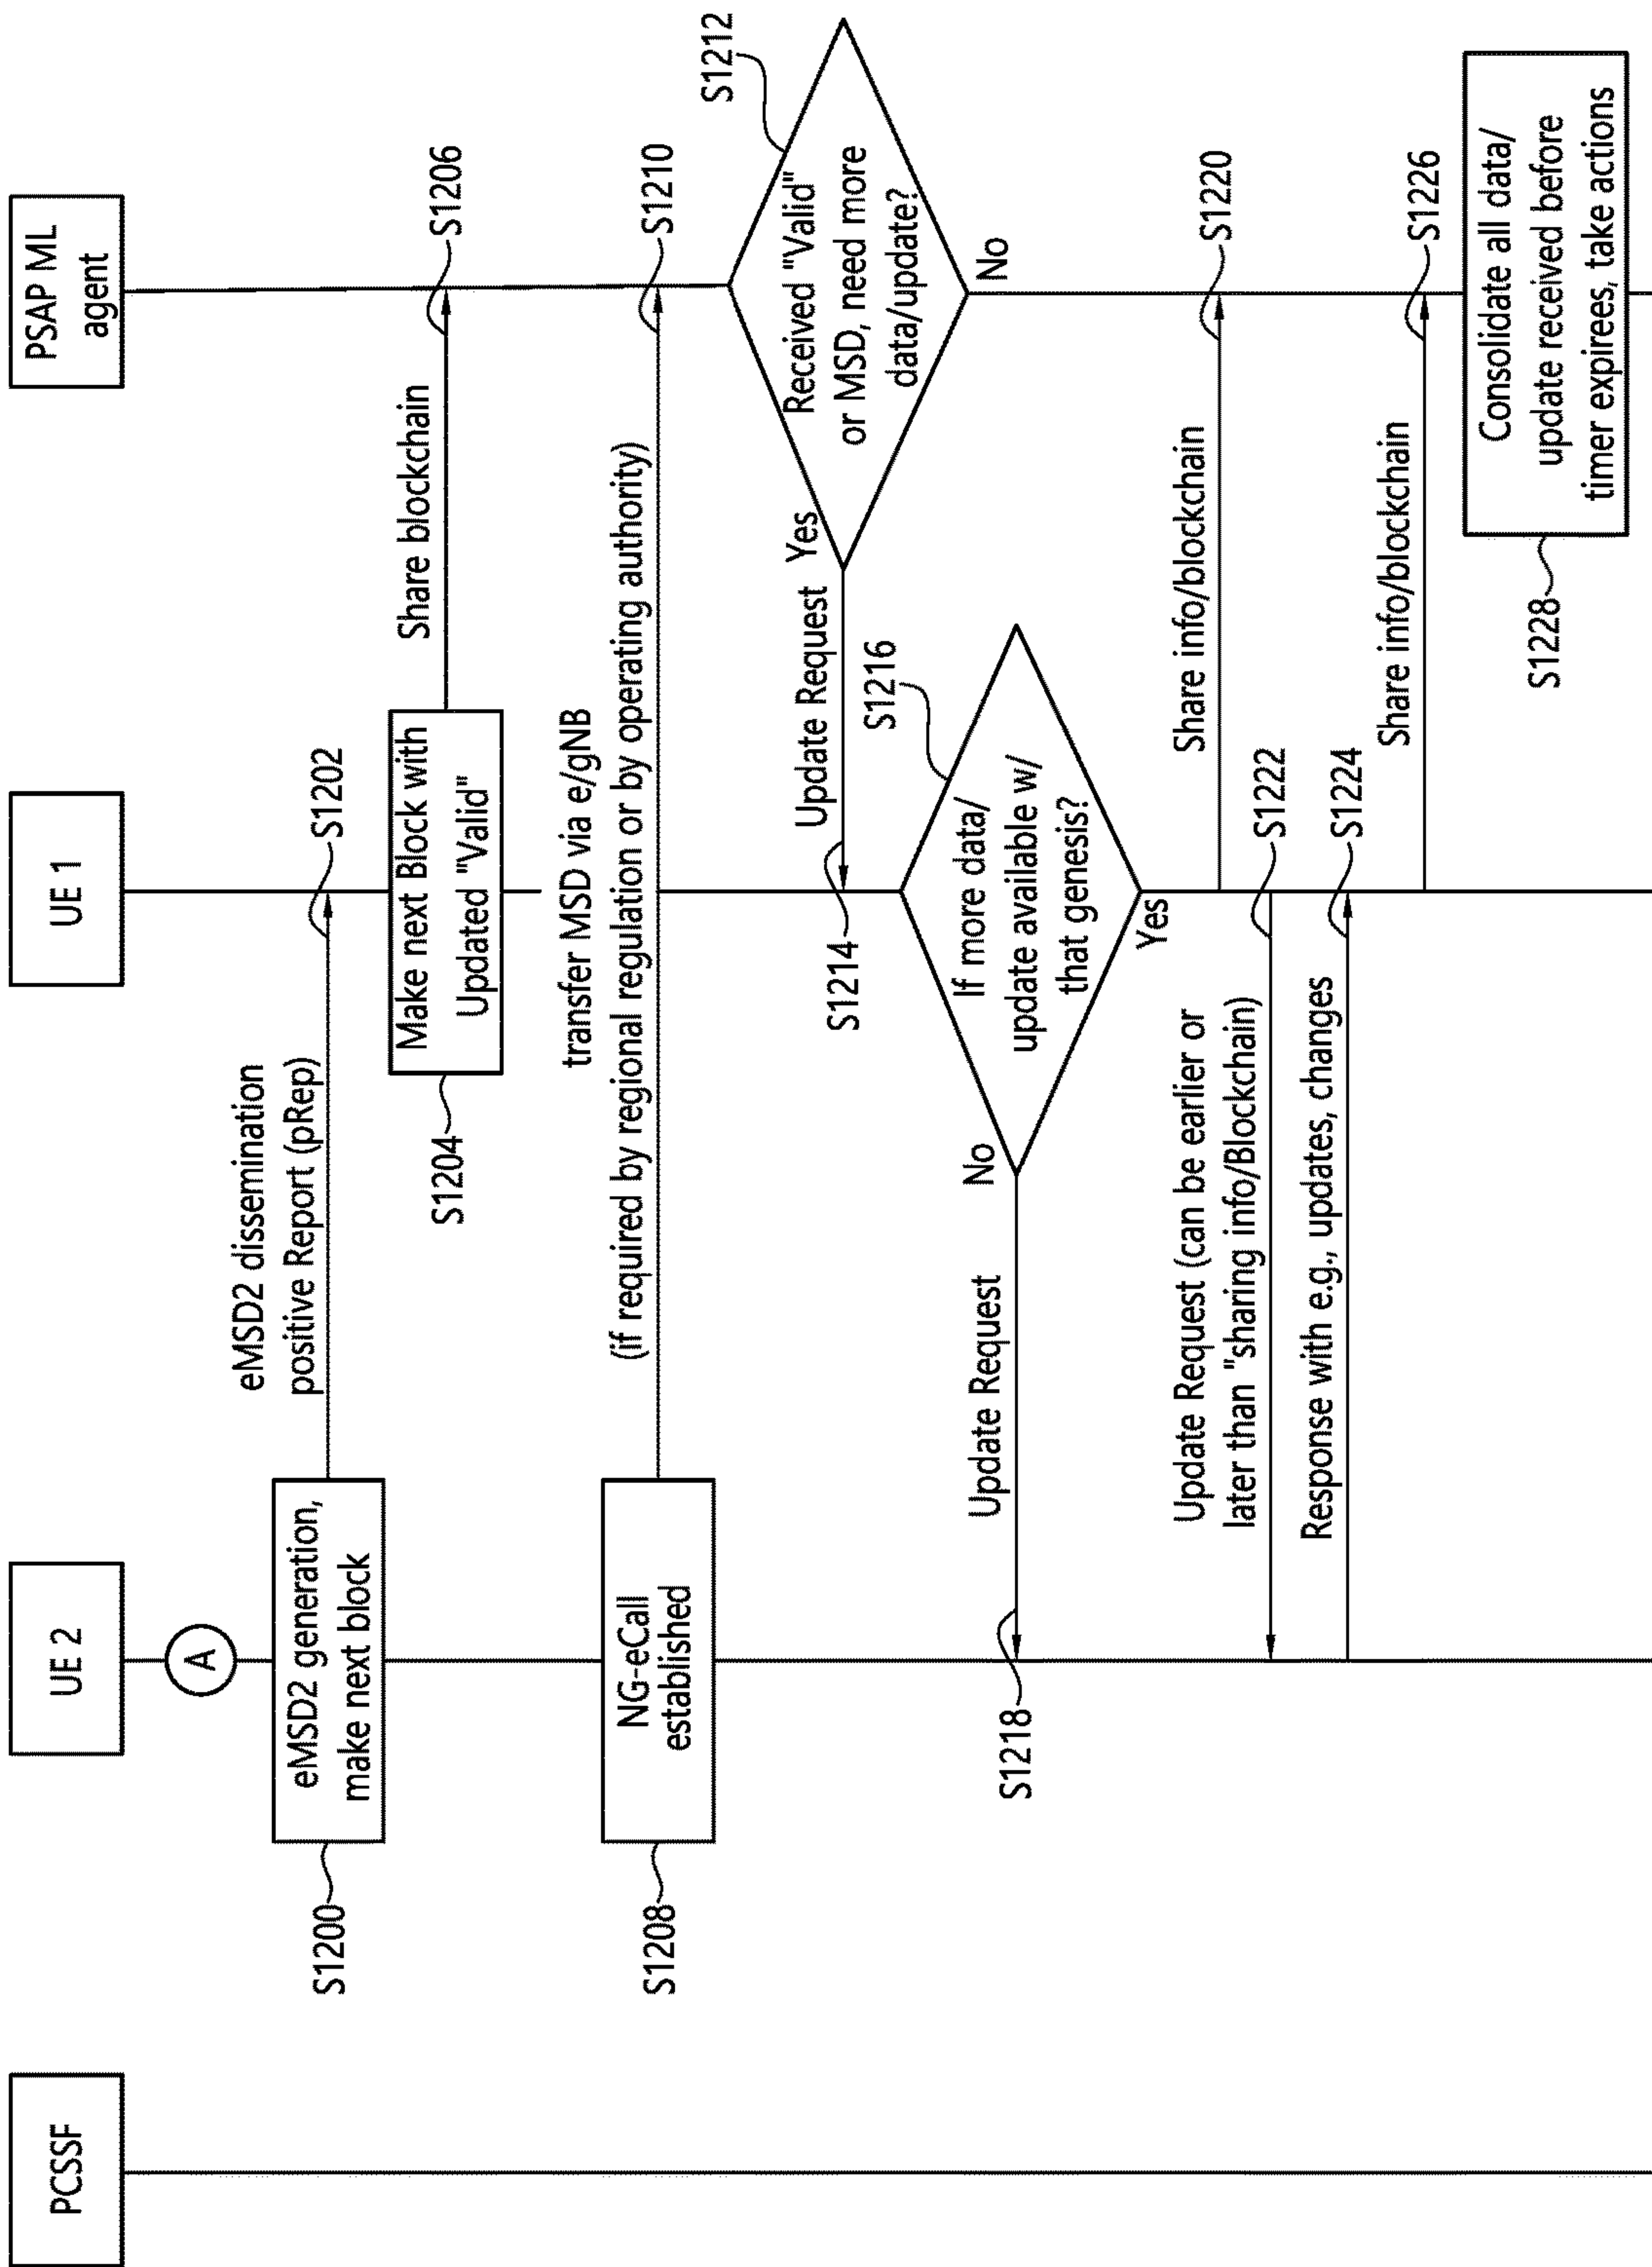 PCSSF
UE 2
UE 1
PSAP ML
agent
A
S1200
eMSD2 generation,
make next block
eMSD2 dissemination
positive Report (pRep)
S1202
S1204
Make next Block with
Updated "Valid"
Share blockchain
S1206
S1208
NG-eCall
established
transfer MSD via e/gNB
(if required by regional regulation or by operating authority)
S1210
S1212
Received "Valid"
or MSD, need more
data/update?
Yes
No
Update Request
S1214
S1216
If more data/
update available w/
that genesis?
No
Yes
Update Request
S1218
Share info/blockchain
S1220
Update Request (can be earlier or
later than "sharing info/Blockchain)
S1222
Response with e.g., updates, changes
S1224
Share info/blockchain
S1226
S1228
Consolidate all data/
update received before
timer expirees, take actions